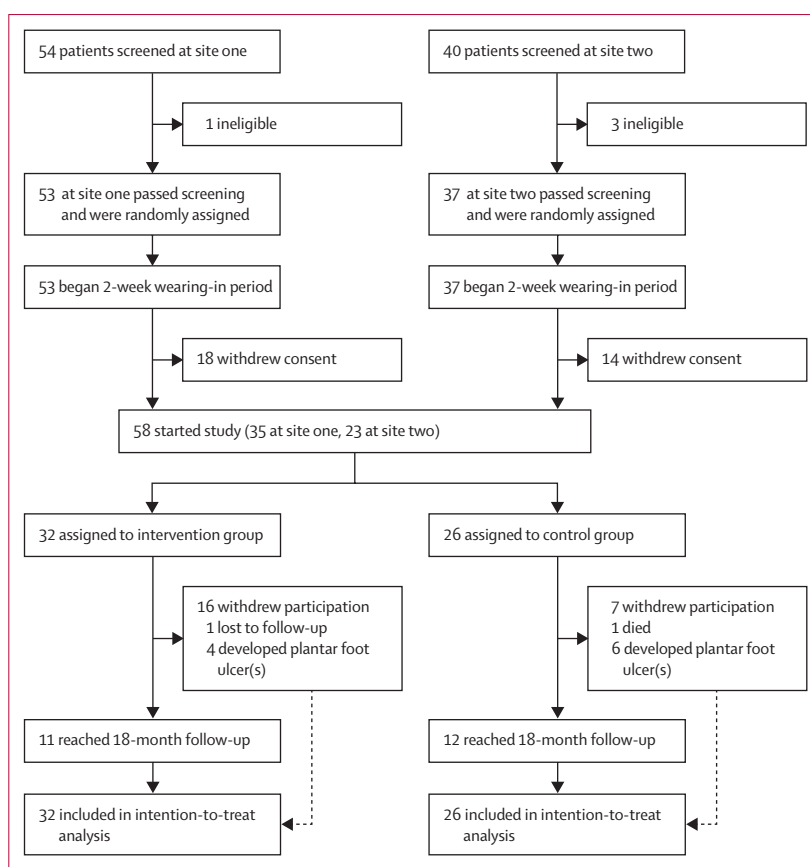 54 patients screened at site one
40 patients screened at site two
1 ineligible
3 ineligible
53 at site one passed screening
and were randomly assigned
37 at site two passed screening
and were randomly assigned
53 began 2-week wearing-in period
37 began 2-week wearing-in period
18 withdrew consent
14 withdrew consent
58 started study (35 at site one, 23 at site two)
32 assigned to intervention group
26 assigned to control group
16 withdrew participation
1 lost to follow-up
4 developed plantar foot
ulcer(s)
7 withdrew participation
1 died
6 developed plantar foot
ulcer(s)
11 reached 18-month follow-up
12 reached 18-month follow-up
32 included in intention-to-treat
analysis
26 included in intention-to-treat
analysis